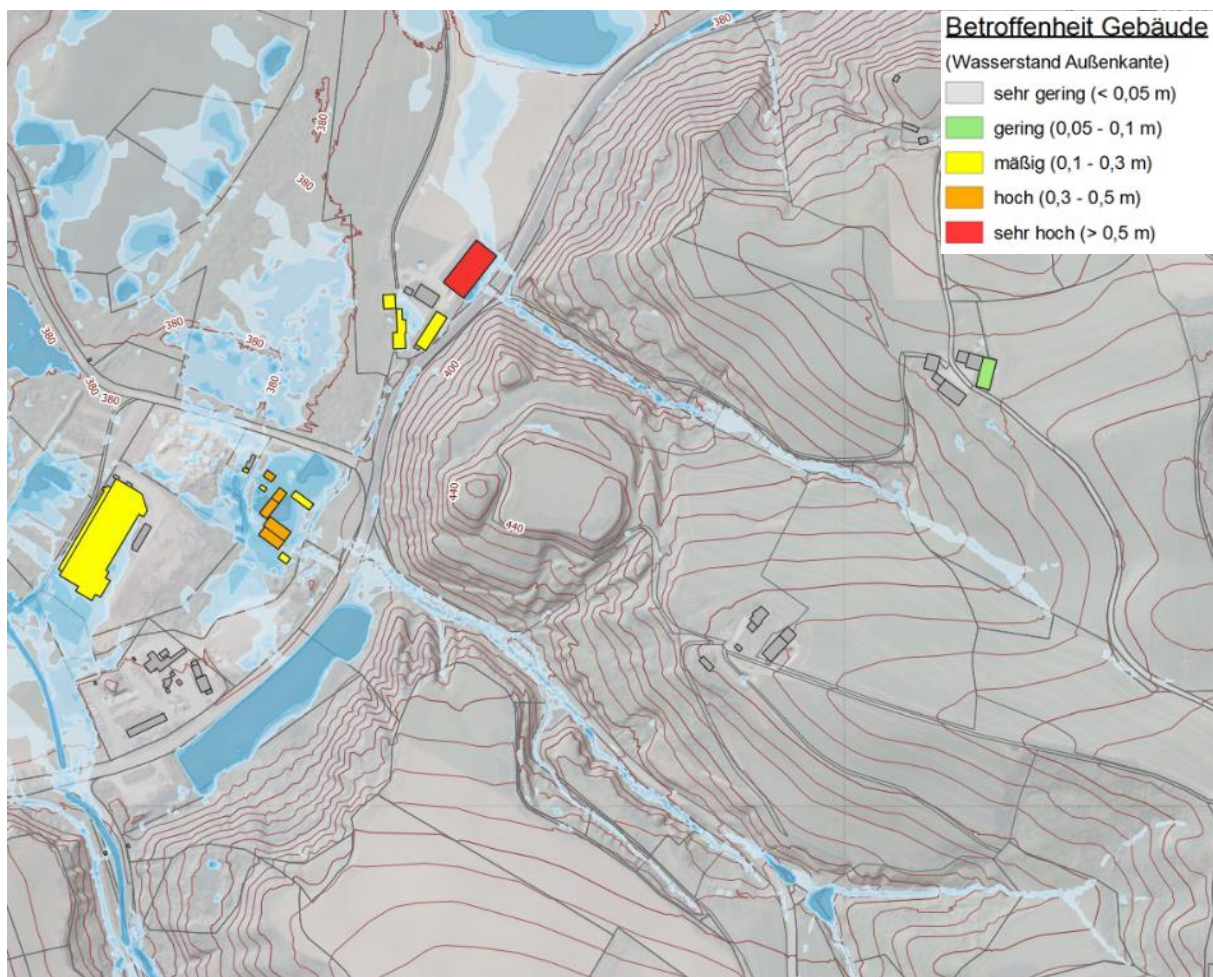 Betroffenheit Gebäude
(Wasserstand Außenkante)
sehr gering (< 0,05 m)
gering (0,05 - 0,1 m)
mäßig (0,1 - 0,3 m)
hoch (0,3 - 0,5 m)
sehr hoch (> 0,5 m)
380
380
380
380
380
380
380
380
380
400
440
440